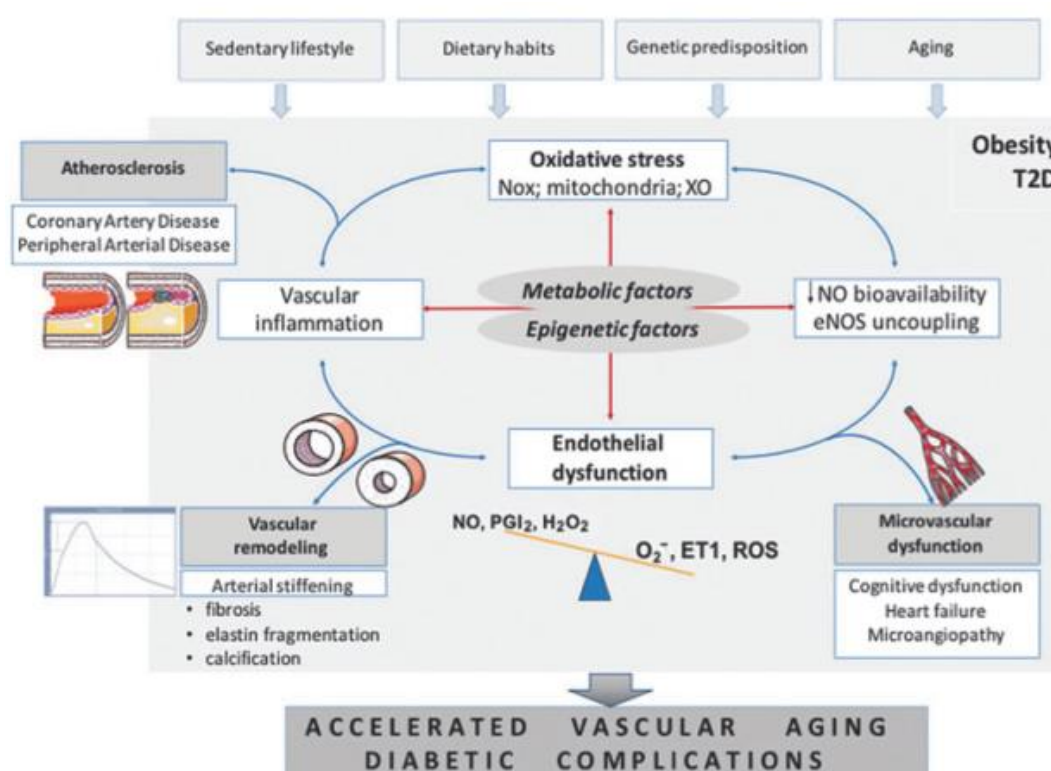 Sedentary lifestyle
Dietary habits
Genetic predisposition
Aging
Obesity
T2D
Atherosclerosis
Coronary Artery Disease
Peripheral Arterial Disease
Oxidative stress
Nox; mitochondria; XO
Metabolic factors
Epigenetic factors
Vascular
inflammation
↓NO bioavailability
eNOS uncoupling
Endothelial
dysfunction
NO, PGI₂, H₂O₂
O₂⁻, ET1, ROS
Vascular
remodeling
Arterial stiffening
• fibrosis
• elastin fragmentation
• calcification
Microvascular
dysfunction
Cognitive dysfunction
Heart failure
Microangiopathy
ACCELERATED VASCULAR AGING
DIABETIC COMPLICATIONS